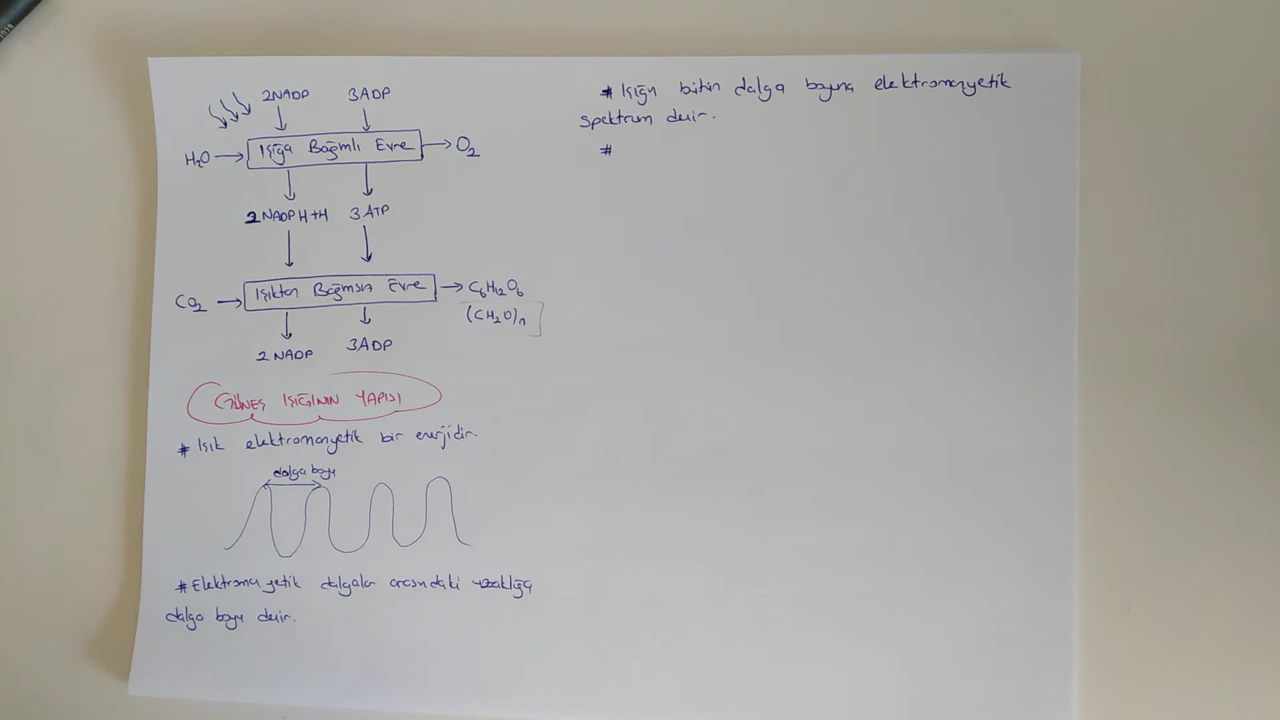 2NADP 3ADP
H₂O → Işığa Bağımlı Evre → O₂
2NADPH+H 3ATP
CO₂ → Işıktan Bağımsız Evre → C₆H₁₂O₆
(CH₂O)n
2NADP 3ADP
GÜNEŞ IŞIĞININ YAPISI
# Işık elektromanyetik bir enerjidir.
dalga boyu
# Elektromanyetik dalgalar arasındaki uzaklığa
dalga boyu denir.
# Işığın bütün dalga boyuna elektromanyetik
spektrum denir.
#